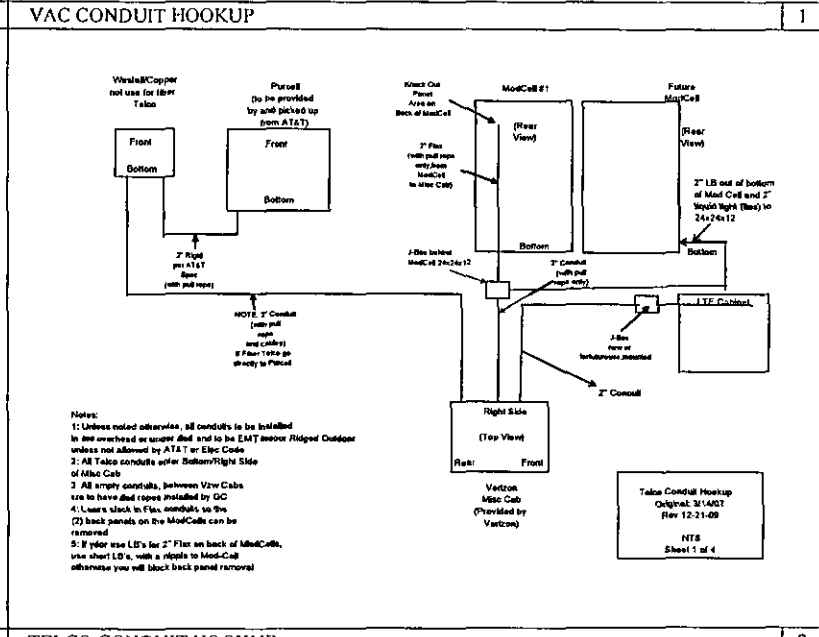 VAC CONDUIT HOOKUP
1
Westell/Copper
not use for fiber
Telco
Front
Bottom
Purcell
(to be provided
by and picked up
from AT&T)
Front
Bottom
2" Rigid
per AT&T
Spec
(with pull rope)
NOTE: 2" Conduit
(with pull
rope
and cables)
If Fiber Telco go
directly to Purcell
Knock Out
Panel
Area on
Back of ModCell
ModCell #1
(Rear
View)
2" Flex
(with pull rope
only, from
ModCell
to Misc Cab)
Bottom
Future
ModCell
(Rear
View)
2" LB out of bottom
of Mod Cell and 2"
liquid tight (flex) to
24x24x12
Bottom
J-Box behind
ModCell 24x24x12
2" Conduit
(with pull
rope only)
LTE Cabinet
J-Box
2" Conduit
Right Side
(Top View)
Rear
Front
Verizon
Misc Cab
(Provided by
Verizon)
Notes:
1: Unless noted otherwise, all conduits to be installed
in overhead or under and to be EMT Ridged Outdoor
unless not allowed by AT&T or Elec Code
2: All Telco conduits enter Bottom/Right Side
of Misc Cab
3: All empty conduits, between Vzw Cabs
are to have ropes installed by GC
4: Leave slack in Flex conduits so the
(2) back panels on the ModCells can be
removed
5: If use LB's for 2" Flex on back of ModCells,
use short LB's, with a nipple to Mod-Cell
otherwise you will block back panel removal
Telco Conduit Hookup
Original: 3/14/07
Rev 12-21-09
NTS
Sheet 1 of 4
TELCO CONDUIT HOOKUP
2